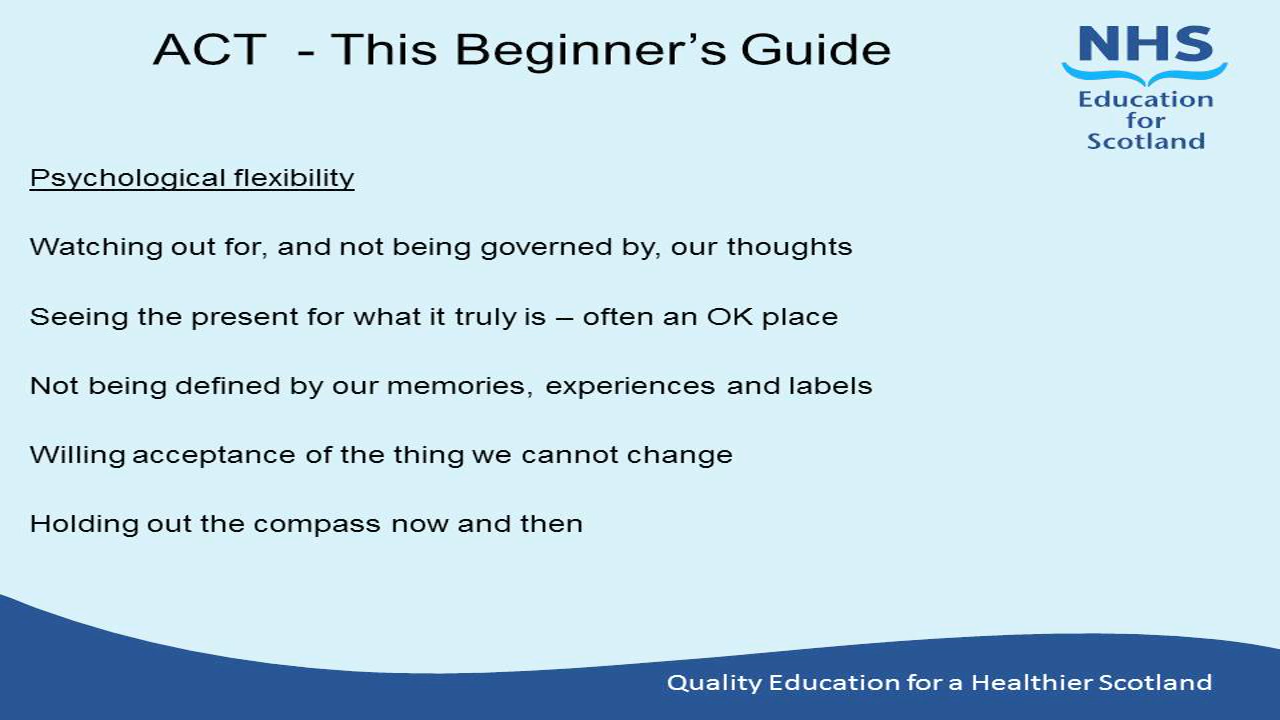 ACT - This Beginner’s Guide
NHS
Education
for
Scotland
Psychological flexibility
Watching out for, and not being governed by, our thoughts
Seeing the present for what it truly is – often an OK place
Not being defined by our memories, experiences and labels
Willing acceptance of the thing we cannot change
Holding out the compass now and then
Quality Education for a Healthier Scotland